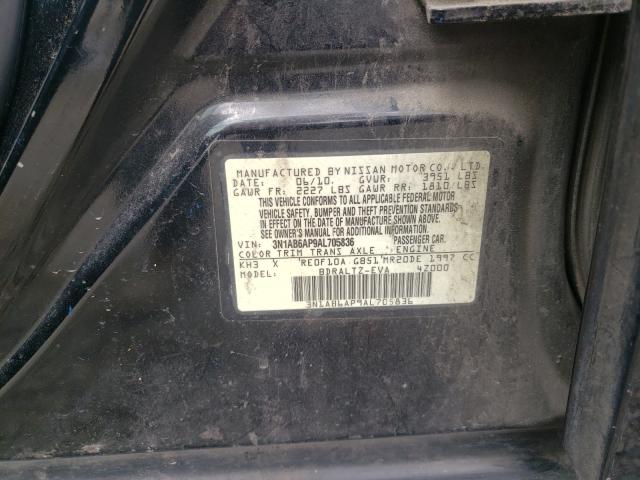 MANUFACTURED BY NISSAN MOTOR CO., LTD.
DATE: 06/10. GVWR: 3951 LBS
GAWR FR: 2227 LBS GAWR RR: 1810 LBS
THIS VEHICLE CONFORMS TO ALL APPLICABLE FEDERAL MOTOR
VEHICLE SAFETY, BUMPER AND THEFT PREVENTION STANDARDS
IN EFFECT ON THE DATE OF MANUFACTURE SHOWN ABOVE.
SEE OWNER'S MANUAL FOR ADDITIONAL INFORMATION
VIN: 3N1AB6AP9AL705836 PASSENGER CAR.
COLOR TRIM TRANS AXLE ENGINE
KH3 X RE0F10A GB51 MR20DE 1997 CC
MODEL: BDRALTZ-EVA 4Z000
3N1AB6AP9AL705836